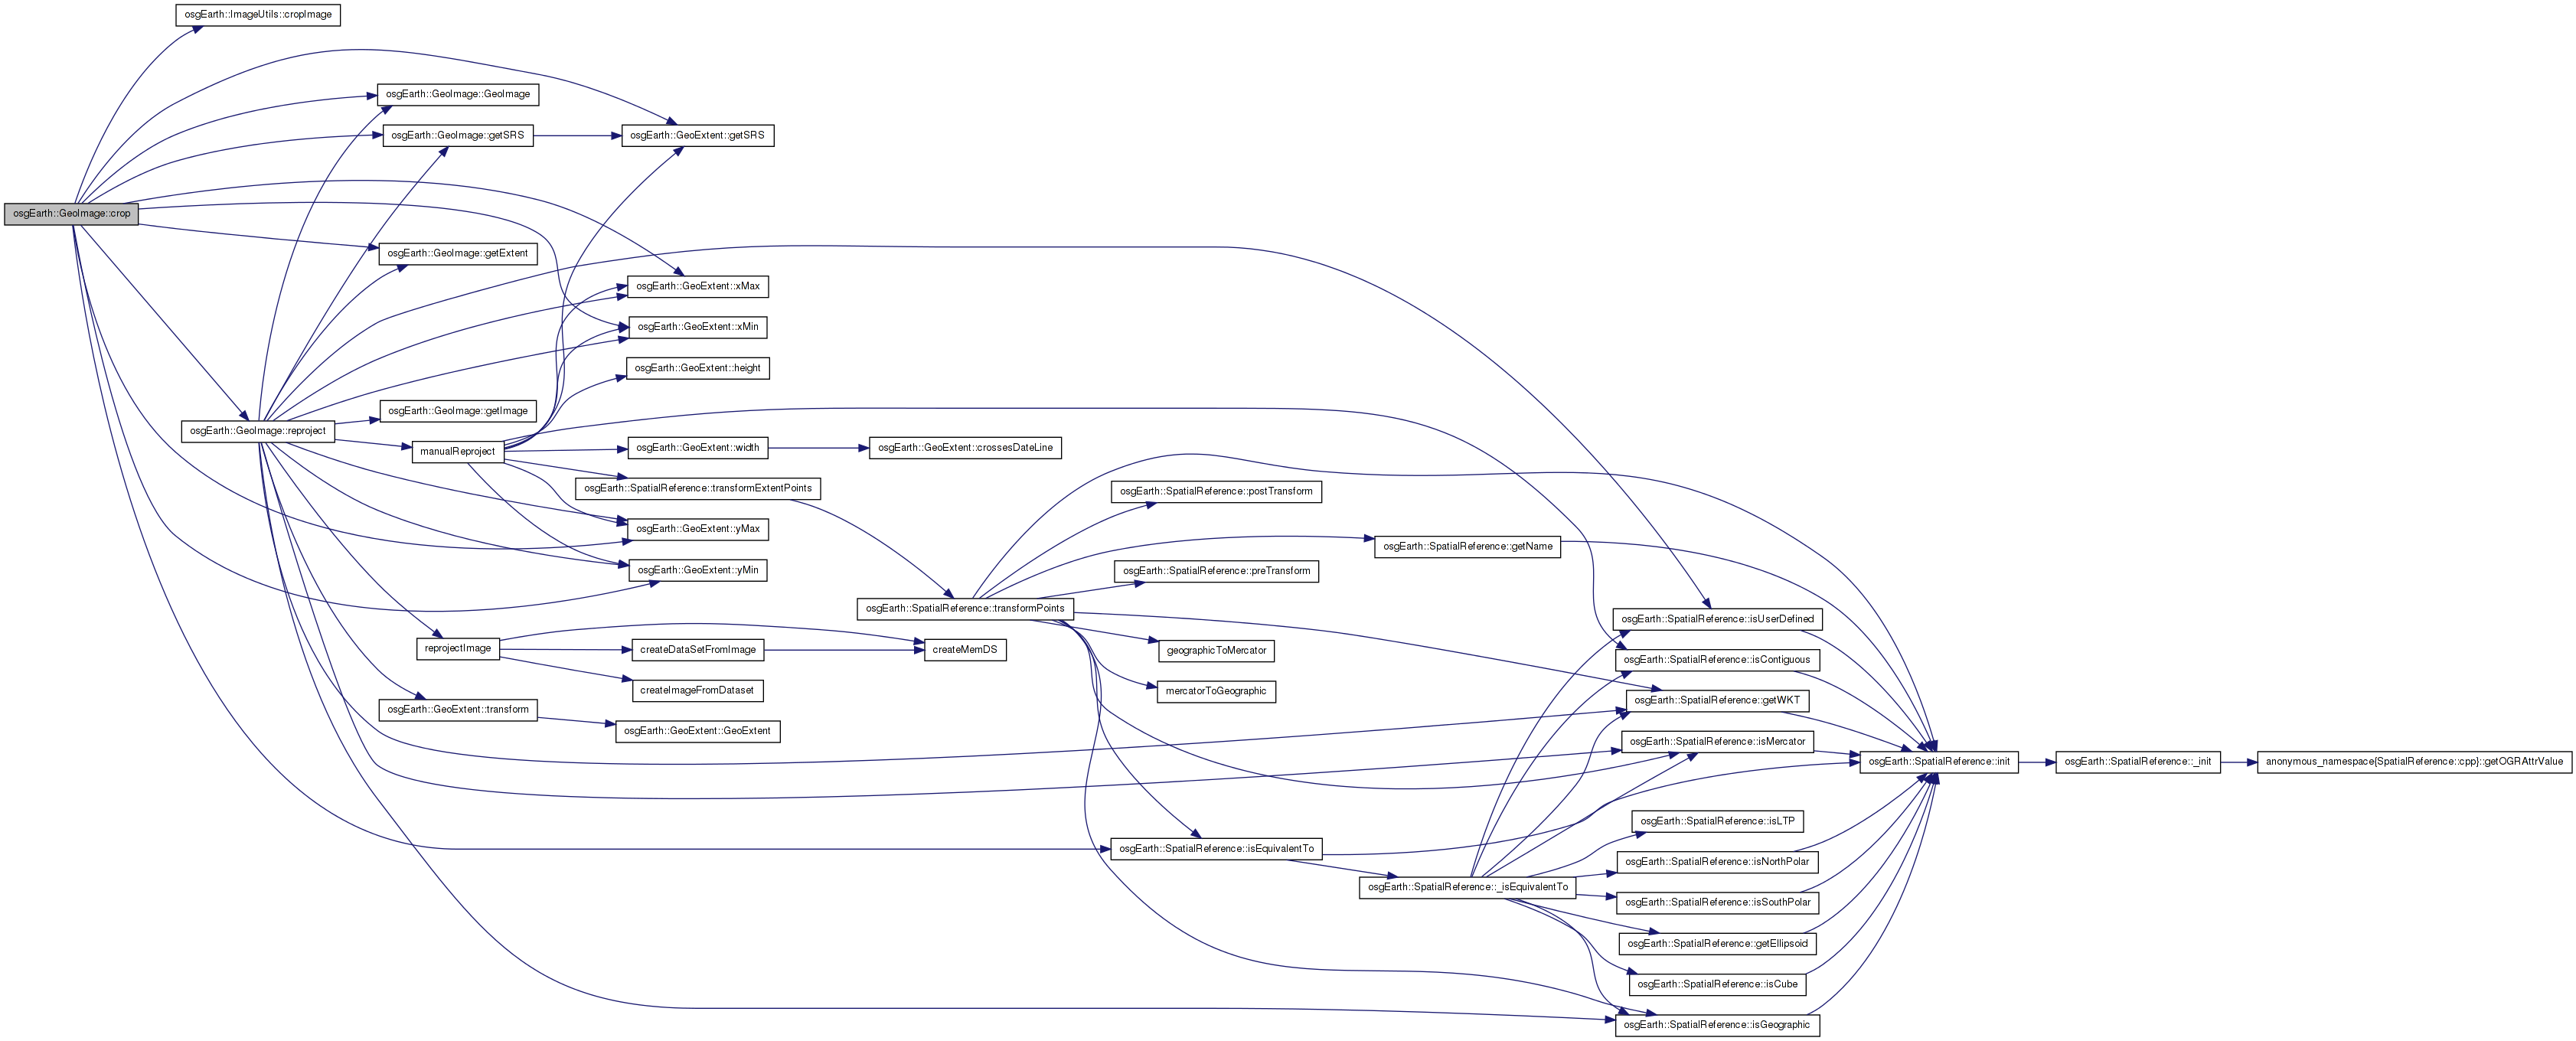 osgEarth::ImageUtils::cropImage
osgEarth::GeoImage::GeoImage
osgEarth::GeoImage::getSRS
osgEarth::GeoExtent::getSRS
osgEarth::GeoImage::crop
osgEarth::GeoImage::getExtent
osgEarth::GeoExtent::xMax
osgEarth::GeoExtent::xMin
osgEarth::GeoExtent::height
osgEarth::GeoImage::getImage
osgEarth::GeoImage::reproject
manualReproject
osgEarth::GeoExtent::width
osgEarth::GeoExtent::crossesDateLine
osgEarth::SpatialReference::transformExtentPoints
osgEarth::SpatialReference::postTransform
osgEarth::GeoExtent::yMax
osgEarth::SpatialReference::getName
osgEarth::GeoExtent::yMin
osgEarth::SpatialReference::preTransform
osgEarth::SpatialReference::transformPoints
osgEarth::SpatialReference::isUserDefined
reprojectImage
createDataSetFromImage
createMemDS
geographicToMercator
osgEarth::SpatialReference::isContiguous
createImageFromDataset
mercatorToGeographic
osgEarth::SpatialReference::getWKT
osgEarth::GeoExtent::transform
osgEarth::GeoExtent::GeoExtent
osgEarth::SpatialReference::isMercator
osgEarth::SpatialReference::init
osgEarth::SpatialReference::_init
anonymous_namespace{SpatialReference::cpp}::getOGRAttrValue
osgEarth::SpatialReference::isLTP
osgEarth::SpatialReference::isEquivalentTo
osgEarth::SpatialReference::isNorthPolar
osgEarth::SpatialReference::_isEquivalentTo
osgEarth::SpatialReference::isSouthPolar
osgEarth::SpatialReference::getEllipsoid
osgEarth::SpatialReference::isCube
osgEarth::SpatialReference::isGeographic